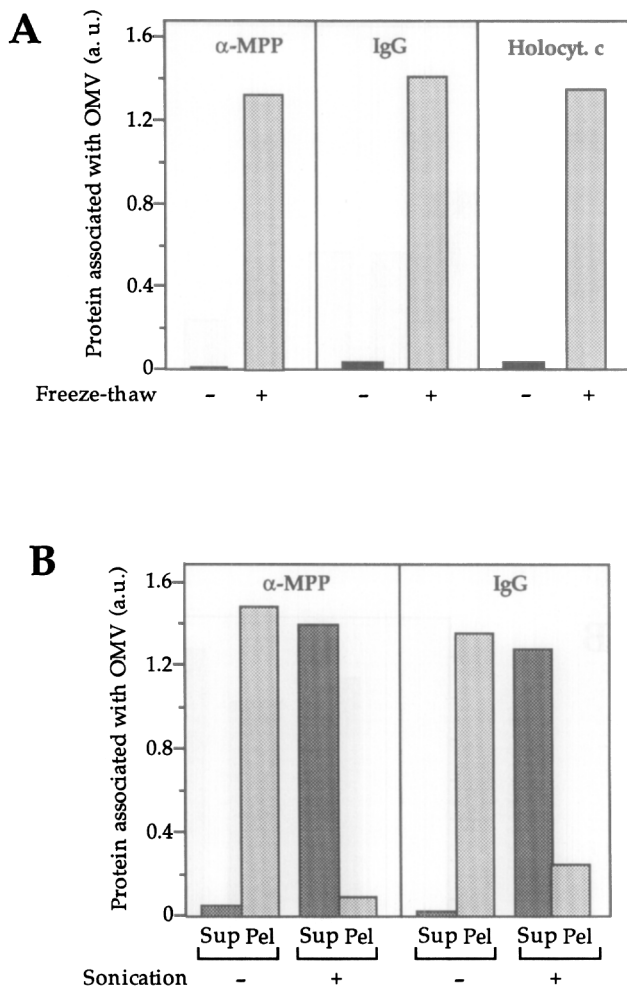 A
Protein associated with OMV (a. u.)
1.6
1.2
0.8
0.4
0
α-MPP IgG Holocyt. c
Freeze-thaw - + - + - +
B
Protein associated with OMV (a.u.)
1.6
1.2
0.8
0.4
0
α-MPP IgG
Sup Pel Sup Pel Sup Pel Sup Pel
Sonication - + - +